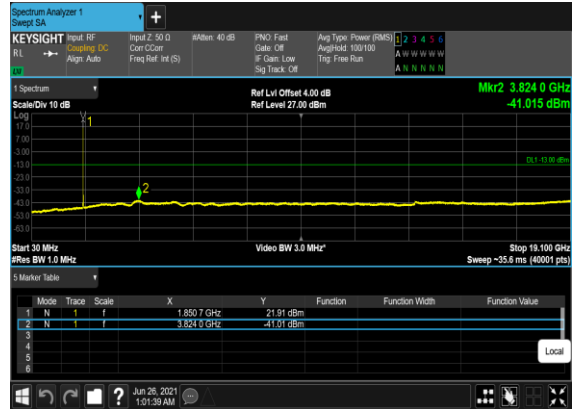 Spectrum Analyzer 1
Swept SA
+
KEYSIGHT Input: RF Input Z: 50 Ω #Atten: 40 dB PNO: Fast Avg Type: Power (RMS) 1 2 3 4 5 6
R L Coupling: DC Corr CCorr Gate: Off Avg|Hold: 100/100 A W W W W W
Align: Auto Freq Ref: Int (S) IF Gain: Low Trig: Free Run
Sig Track: Off A N N N N N
1 Spectrum Ref Lvl Offset 4.00 dB Mkr2 3.824 0 GHz
Scale/Div 10 dB Ref Level 27.00 dBm -41.015 dBm
Log
17.0
7.00
-3.00
-13.0
-23.0
-33.0
-43.0
-53.0
-63.0
1
DL1 -13.00 dBm
2
Start 30 MHz Video BW 3.0 MHz* Stop 19.100 GHz
#Res BW 1.0 MHz Sweep ~35.6 ms (40001 pts)
5 Marker Table
Mode Trace Scale X Y Function Function Width Function Value
1 N 1 f 1.850 7 GHz 21.91 dBm
2 N 1 f 3.824 0 GHz -41.01 dBm
3
4
5
6
Local
? Jun 26, 2021
1:01:39 AM